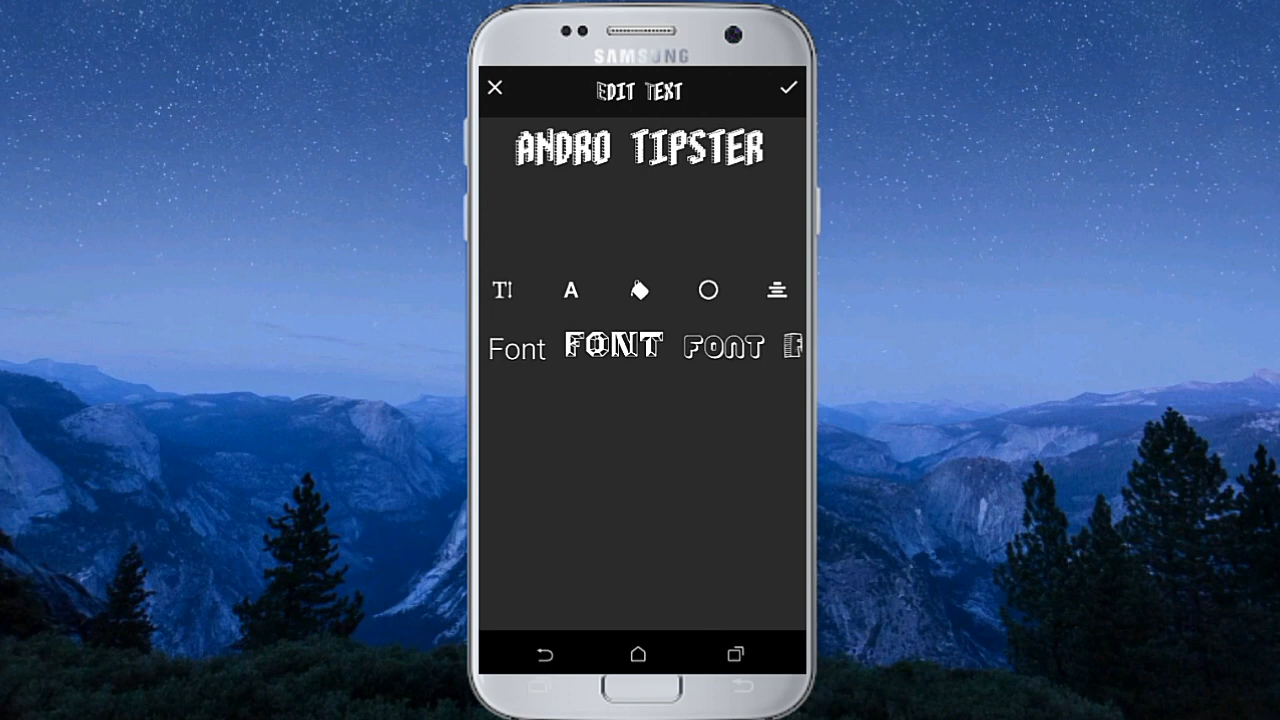 SAMSUNG
EDIT TEXT
ANDRO TIPSTER
T A
Font FONT FONT F